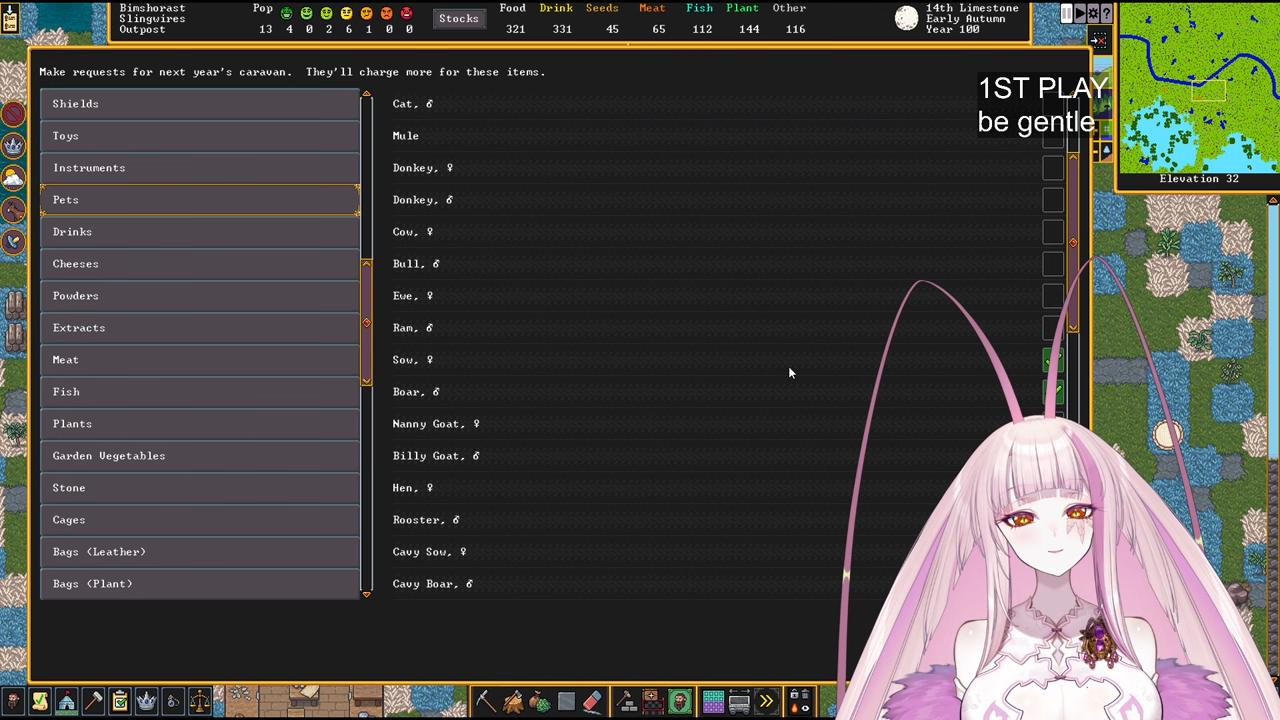 Binshorast
Slingwires
Outpost
Pop
13 4 0 2 6 1 0 0
Stocks
Food Drink Seeds Meat Fish Plant Other
321 331 45 65 112 144 116
14th Limestone
Early Autumn
Year 100
?
Make requests for next year's caravan. They'll charge more for these items.
1ST PLAY
be gentle
Elevation 32
Shields
Toys
Instruments
Pets
Drinks
Cheeses
Powders
Extracts
Meat
Fish
Plants
Garden Vegetables
Stone
Cages
Bags (Leather)
Bags (Plant)
Cat, ♂
Mule
Donkey, ♀
Donkey, ♂
Cow, ♀
Bull, ♂
Ewe, ♀
Ram, ♂
Sow, ♀
Boar, ♂
Nanny Goat, ♀
Billy Goat, ♂
Hen, ♀
Rooster, ♂
Cavy Sow, ♀
Cavy Boar, ♂